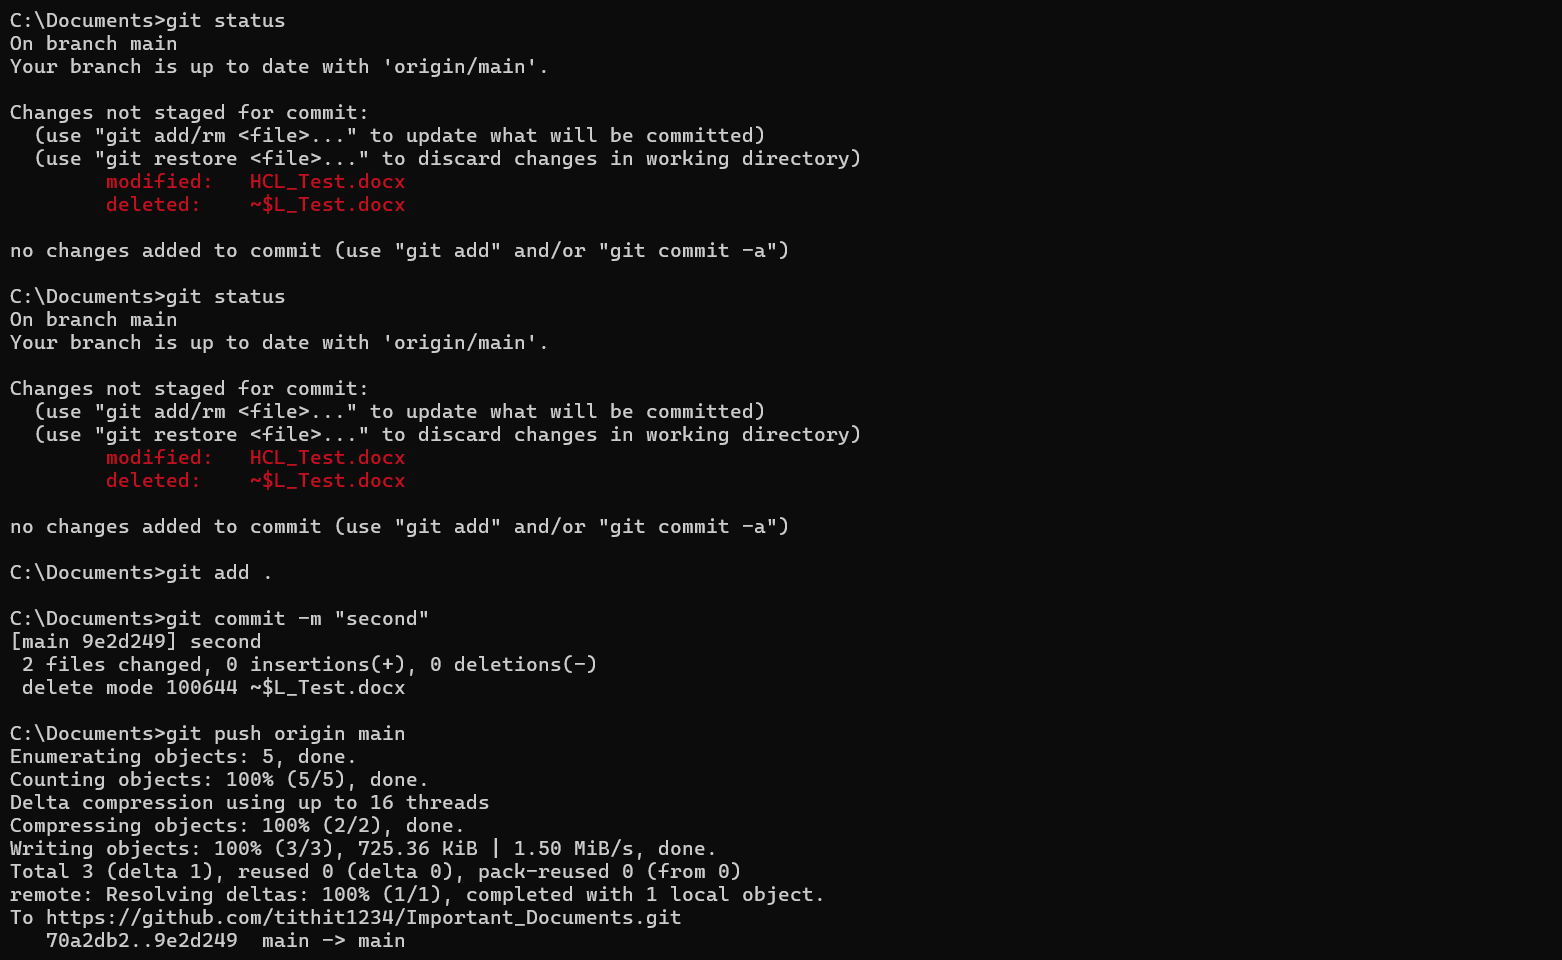 C:\Documents>git status
On branch main
Your branch is up to date with 'origin/main'.

Changes not staged for commit:
  (use "git add/rm <file>..." to update what will be committed)
  (use "git restore <file>..." to discard changes in working directory)
        modified:   HCL_Test.docx
        deleted:    ~$L_Test.docx

no changes added to commit (use "git add" and/or "git commit -a")

C:\Documents>git status
On branch main
Your branch is up to date with 'origin/main'.

Changes not staged for commit:
  (use "git add/rm <file>..." to update what will be committed)
  (use "git restore <file>..." to discard changes in working directory)
        modified:   HCL_Test.docx
        deleted:    ~$L_Test.docx

no changes added to commit (use "git add" and/or "git commit -a")

C:\Documents>git add .

C:\Documents>git commit -m "second"
[main 9e2d249] second
 2 files changed, 0 insertions(+), 0 deletions(-)
 delete mode 100644 ~$L_Test.docx

C:\Documents>git push origin main
Enumerating objects: 5, done.
Counting objects: 100% (5/5), done.
Delta compression using up to 16 threads
Compressing objects: 100% (2/2), done.
Writing objects: 100% (3/3), 725.36 KiB | 1.50 MiB/s, done.
Total 3 (delta 1), reused 0 (delta 0), pack-reused 0 (from 0)
remote: Resolving deltas: 100% (1/1), completed with 1 local object.
To https://github.com/tithit1234/Important_Documents.git
   70a2db2..9e2d249  main -> main